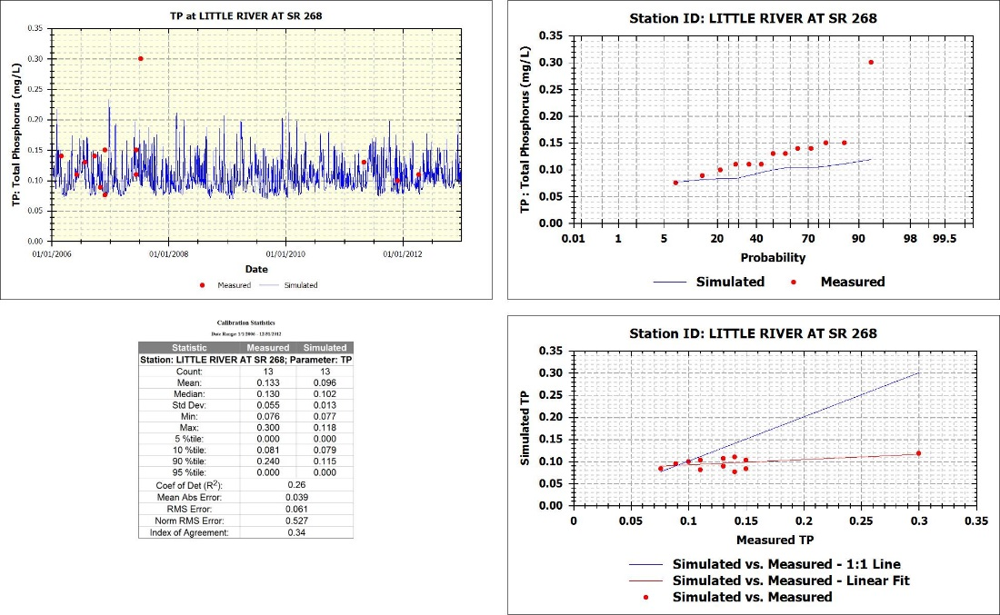 TP at LITTLE RIVER AT SR 268
TP: Total Phosphorus (mg/L)
0.35
0.30
0.25
0.20
0.15
0.10
0.05
0.00
01/01/2006 01/01/2008 01/01/2010 01/01/2012
Date
Measured Simulated
Station ID: LITTLE RIVER AT SR 268
TP : Total Phosphorus (mg/L)
0.35
0.30
0.25
0.20
0.15
0.10
0.05
0.00
0.01 1 5 20 40 70 90 98 99.5
Probability
Simulated Measured
Calibration Statistics
Date Range: 1/1/2006 - 12/31/2012
Statistic Measured Simulated
Station: LITTLE RIVER AT SR 268; Parameter: TP
Count: 13 13
Mean: 0.133 0.096
Median: 0.130 0.102
Std Dev: 0.055 0.013
Min: 0.076 0.077
Max: 0.300 0.118
5 %tile: 0.000 0.000
10 %tile: 0.081 0.079
90 %tile: 0.240 0.115
95 %tile: 0.000 0.000
Coef of Det (R²): 0.26
Mean Abs Error: 0.039
RMS Error: 0.061
Norm RMS Error: 0.527
Index of Agreement: 0.34
Station ID: LITTLE RIVER AT SR 268
Simulated TP
0.35
0.30
0.25
0.20
0.15
0.10
0.05
0.00
0 0.05 0.1 0.15 0.2 0.25 0.3 0.35
Measured TP
Simulated vs. Measured - 1:1 Line
Simulated vs. Measured - Linear Fit
Simulated vs. Measured